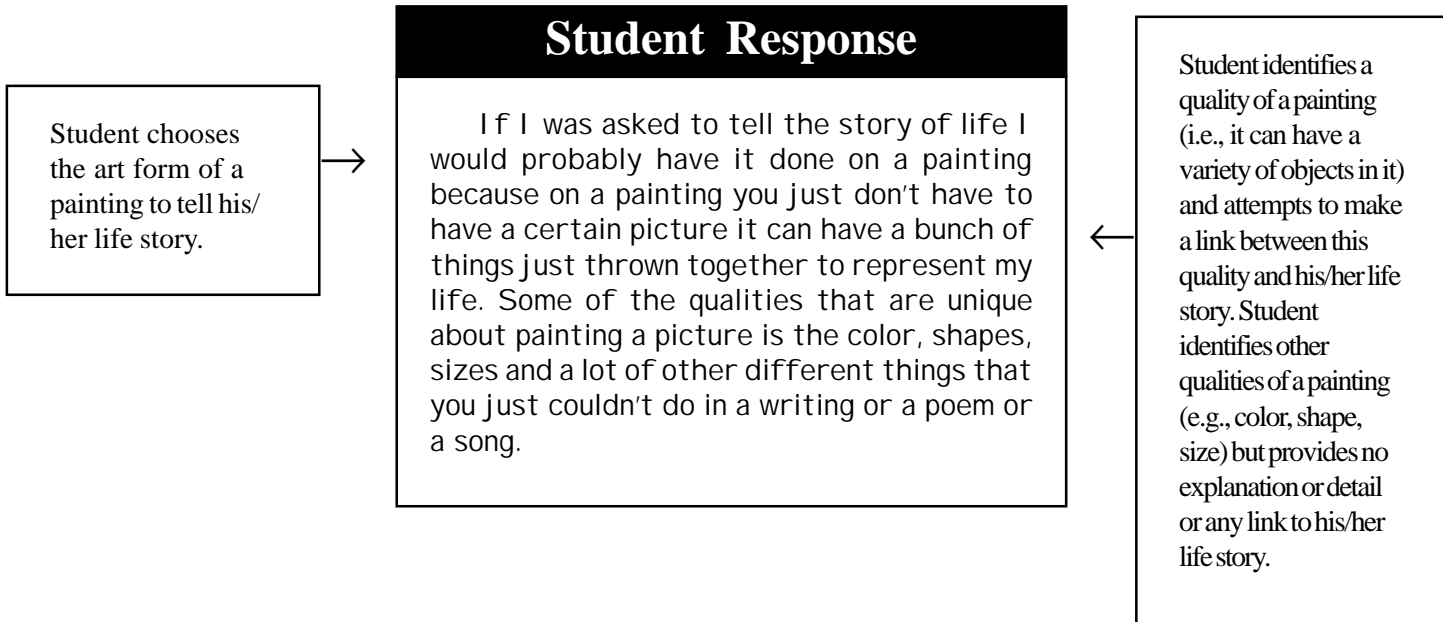 Student Response
Student chooses
the art form of a
painting to tell his/
her life story.
If I was asked to tell the story of life I
would probably have it done on a painting
because on a painting you just don't have to
have a certain picture it can have a bunch of
things just thrown together to represent my
life. Some of the qualities that are unique
about painting a picture is the color, shapes,
sizes and a lot of other different things that
you just couldn't do in a writing or a poem or
a song.
Student identifies a
quality of a painting
(i.e., it can have a
variety of objects in it)
and attempts to make
a link between this
quality and his/her life
story. Student
identifies other
qualities of a painting
(e.g., color, shape,
size) but provides no
explanation or detail
or any link to his/her
life story.